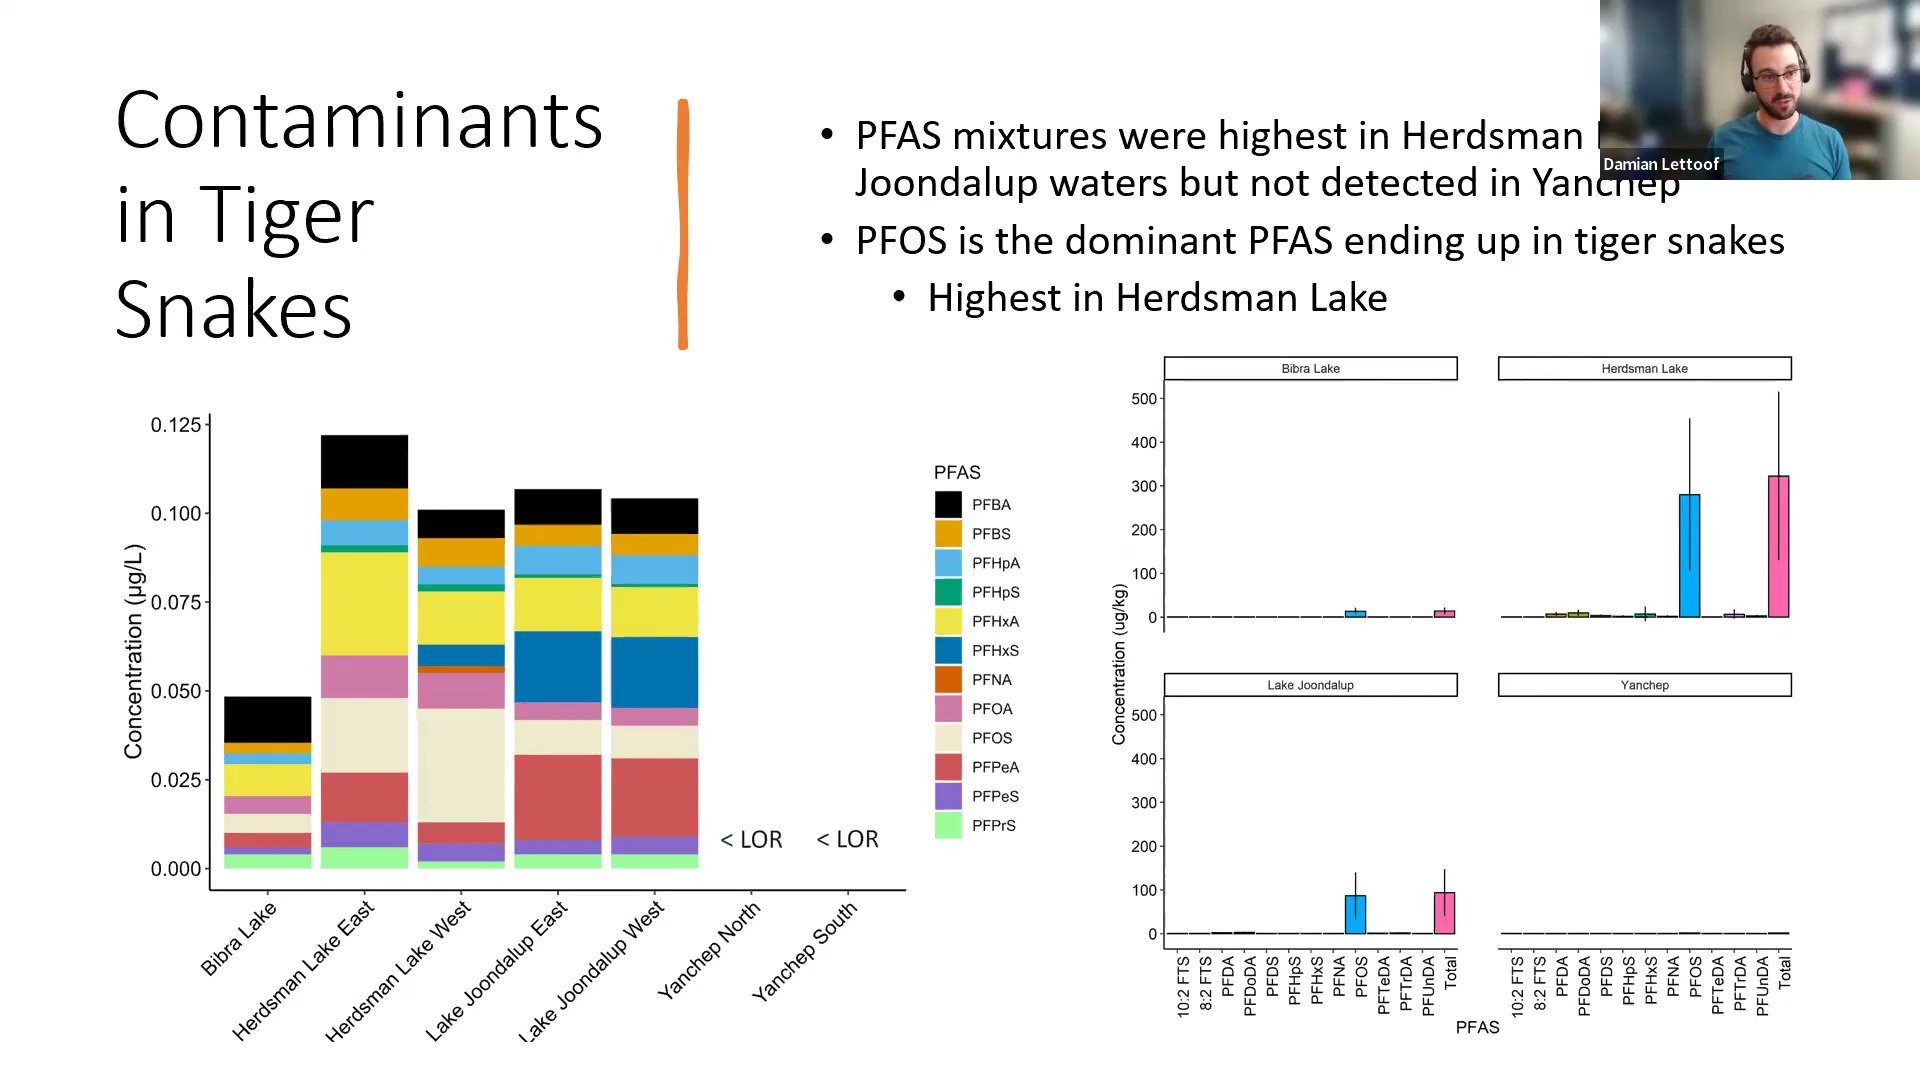 Contaminants
in Tiger
Snakes
• PFAS mixtures were highest in Herdsman
Joondalup waters but not detected in Yanchep
• PFOS is the dominant PFAS ending up in tiger snakes
• Highest in Herdsman Lake
Damian Lettoof
Concentration (µg/L)
0.125
0.100
0.075
0.050
0.025
0.000
< LOR
< LOR
Bibra Lake
Herdsman Lake East
Herdsman Lake West
Lake Joondalup East
Lake Joondalup West
Yanchep North
Yanchep South
PFAS
PFBA
PFBS
PFHpA
PFHpS
PFHxA
PFHxS
PFNA
PFOA
PFOS
PFPeA
PFPeS
PFPrS
Concentration (ug/kg)
Bibra Lake
500
400
300
200
100
0
Herdsman Lake
Lake Joondalup
500
400
300
200
100
0
Yanchep
10:2 FTS
8:2 FTS
PFDA
PFDoDA
PFDS
PFHpS
PFHxS
PFNA
PFOS
PFTeDA
PFTrDA
PFUnDA
Total
10:2 FTS
8:2 FTS
PFDA
PFDoDA
PFDS
PFHpS
PFHxS
PFNA
PFOS
PFTeDA
PFTrDA
PFUnDA
Total
PFAS